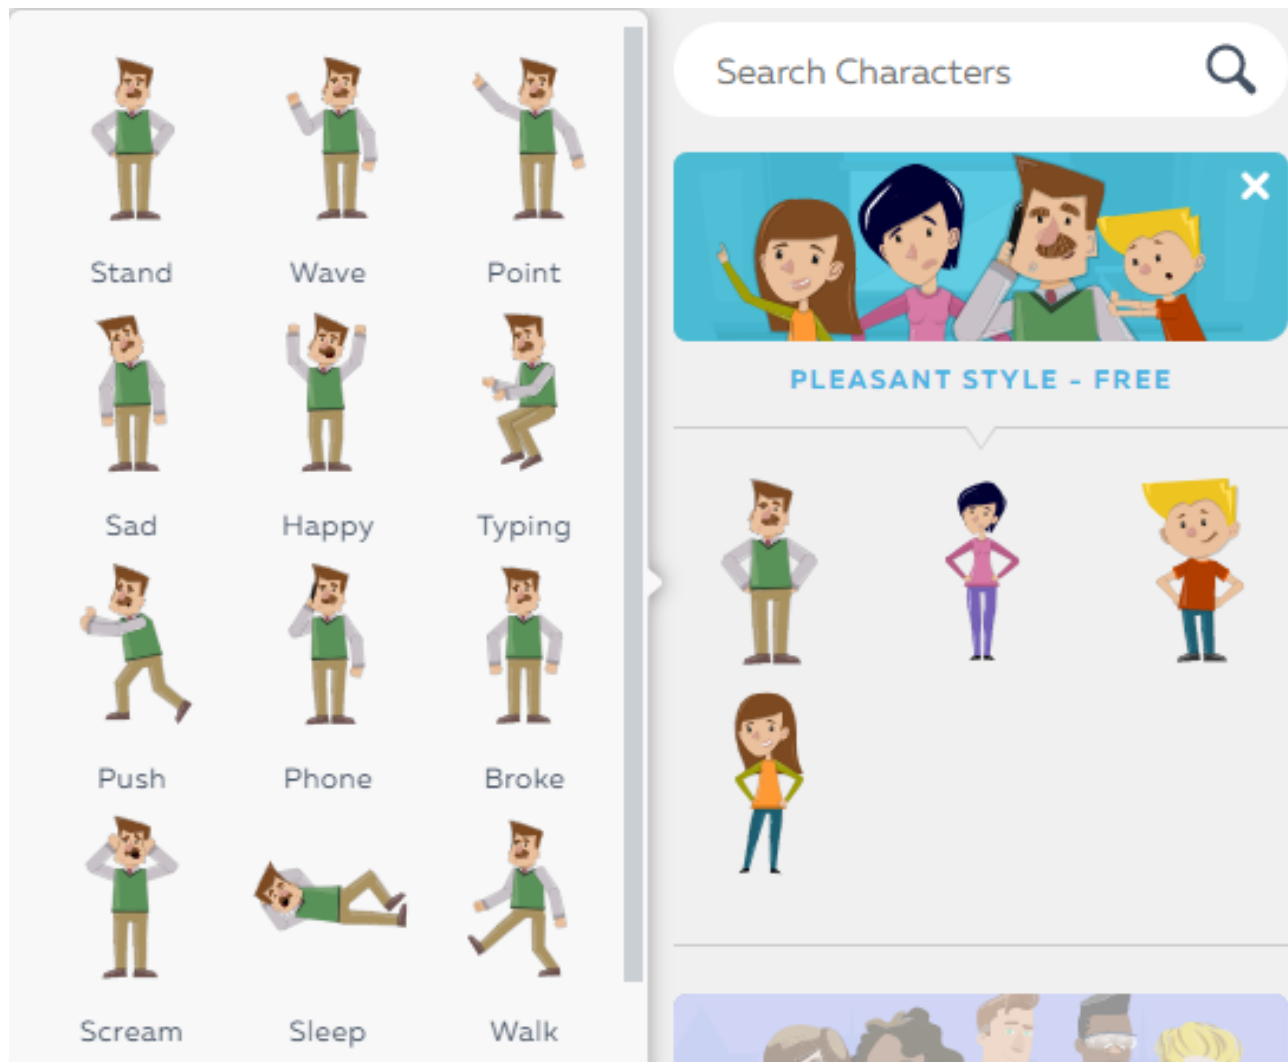 Stand Wave Point
Sad Happy Typing
Push Phone Broke
Scream Sleep Walk
Search Characters
PLEASANT STYLE - FREE